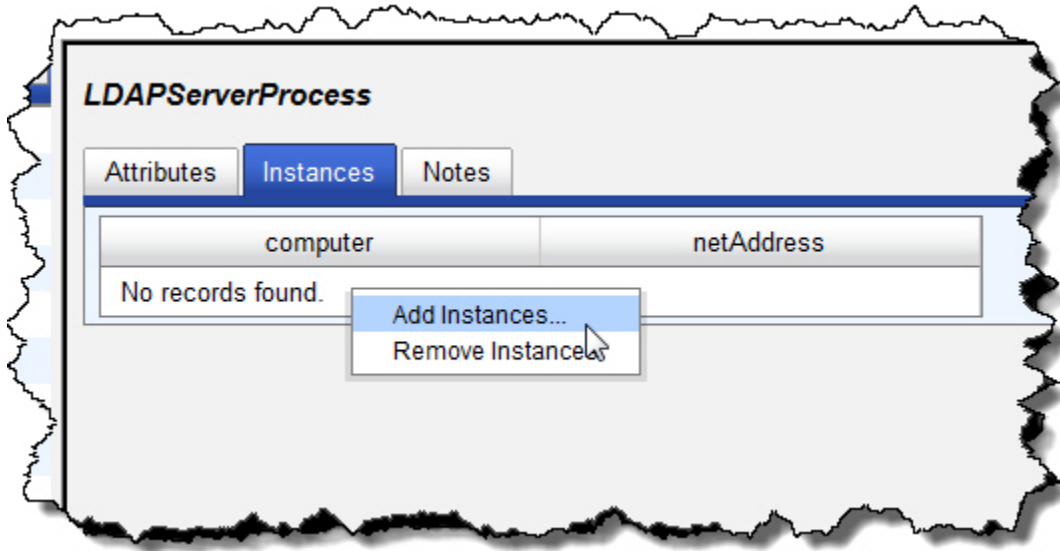 LDAPServerProcess
Attributes Instances Notes
computer netAddress
No records found.
Add Instances...
Remove Instances